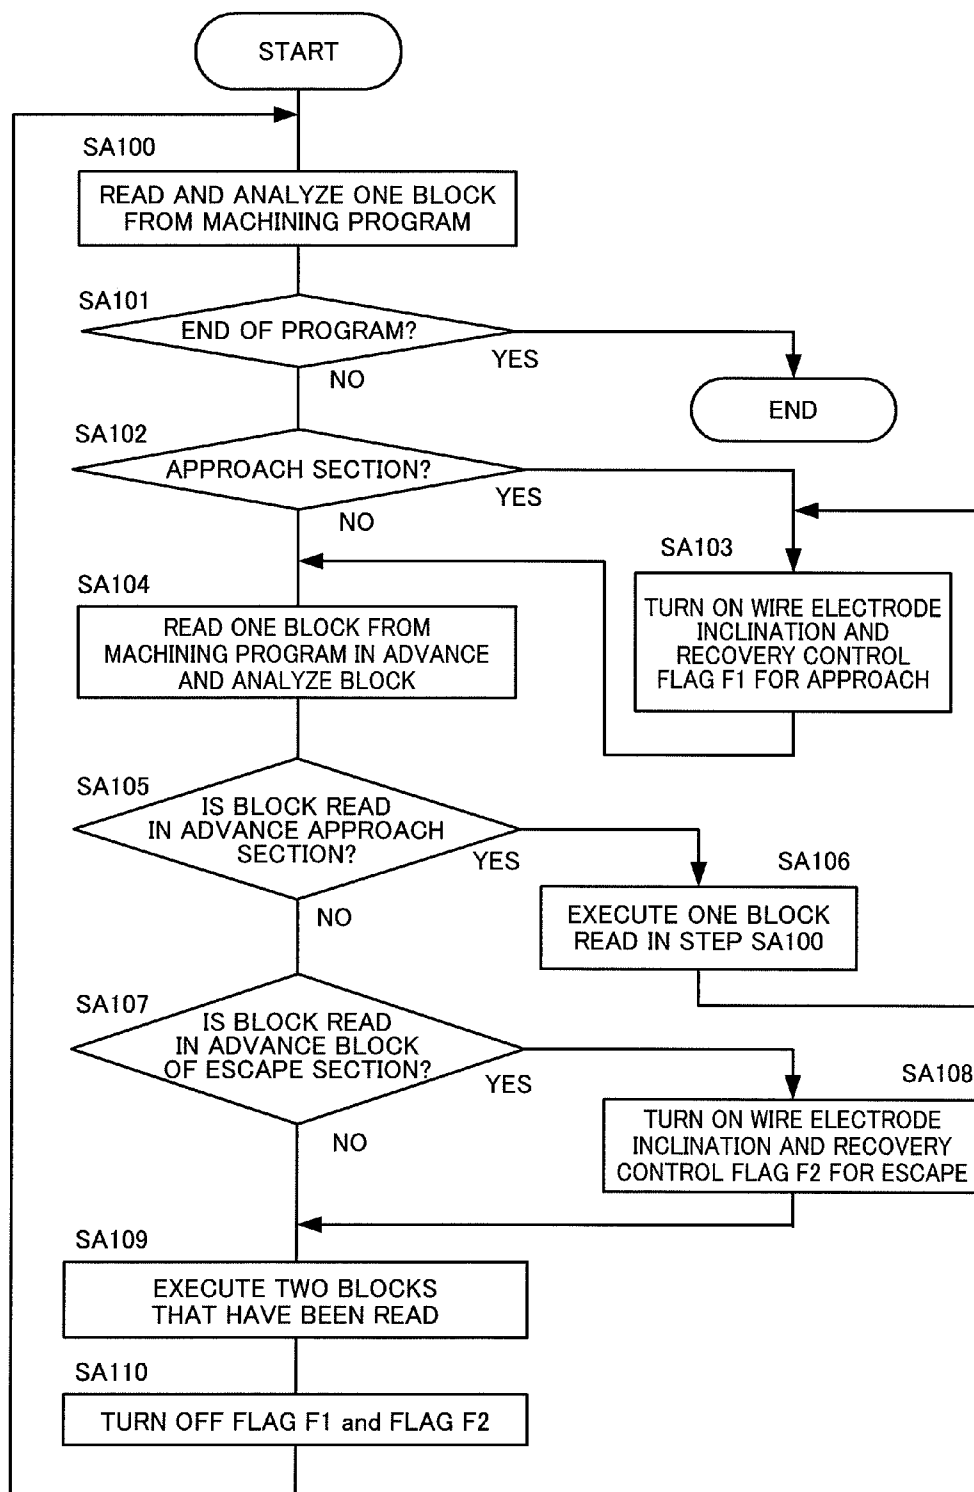 START
SA100
READ AND ANALYZE ONE BLOCK
FROM MACHINING PROGRAM
SA101
END OF PROGRAM?
YES
NO
END
SA102
APPROACH SECTION?
YES
NO
SA103
TURN ON WIRE ELECTRODE
INCLINATION AND
RECOVERY CONTROL
FLAG F1 FOR APPROACH
SA104
READ ONE BLOCK FROM
MACHINING PROGRAM IN ADVANCE
AND ANALYZE BLOCK
SA105
IS BLOCK READ
IN ADVANCE APPROACH
SECTION?
YES
NO
SA106
EXECUTE ONE BLOCK
READ IN STEP SA100
SA107
IS BLOCK READ
IN ADVANCE BLOCK
OF ESCAPE SECTION?
YES
NO
SA108
TURN ON WIRE ELECTRODE
INCLINATION AND RECOVERY
CONTROL FLAG F2 FOR ESCAPE
SA109
EXECUTE TWO BLOCKS
THAT HAVE BEEN READ
SA110
TURN OFF FLAG F1 and FLAG F2